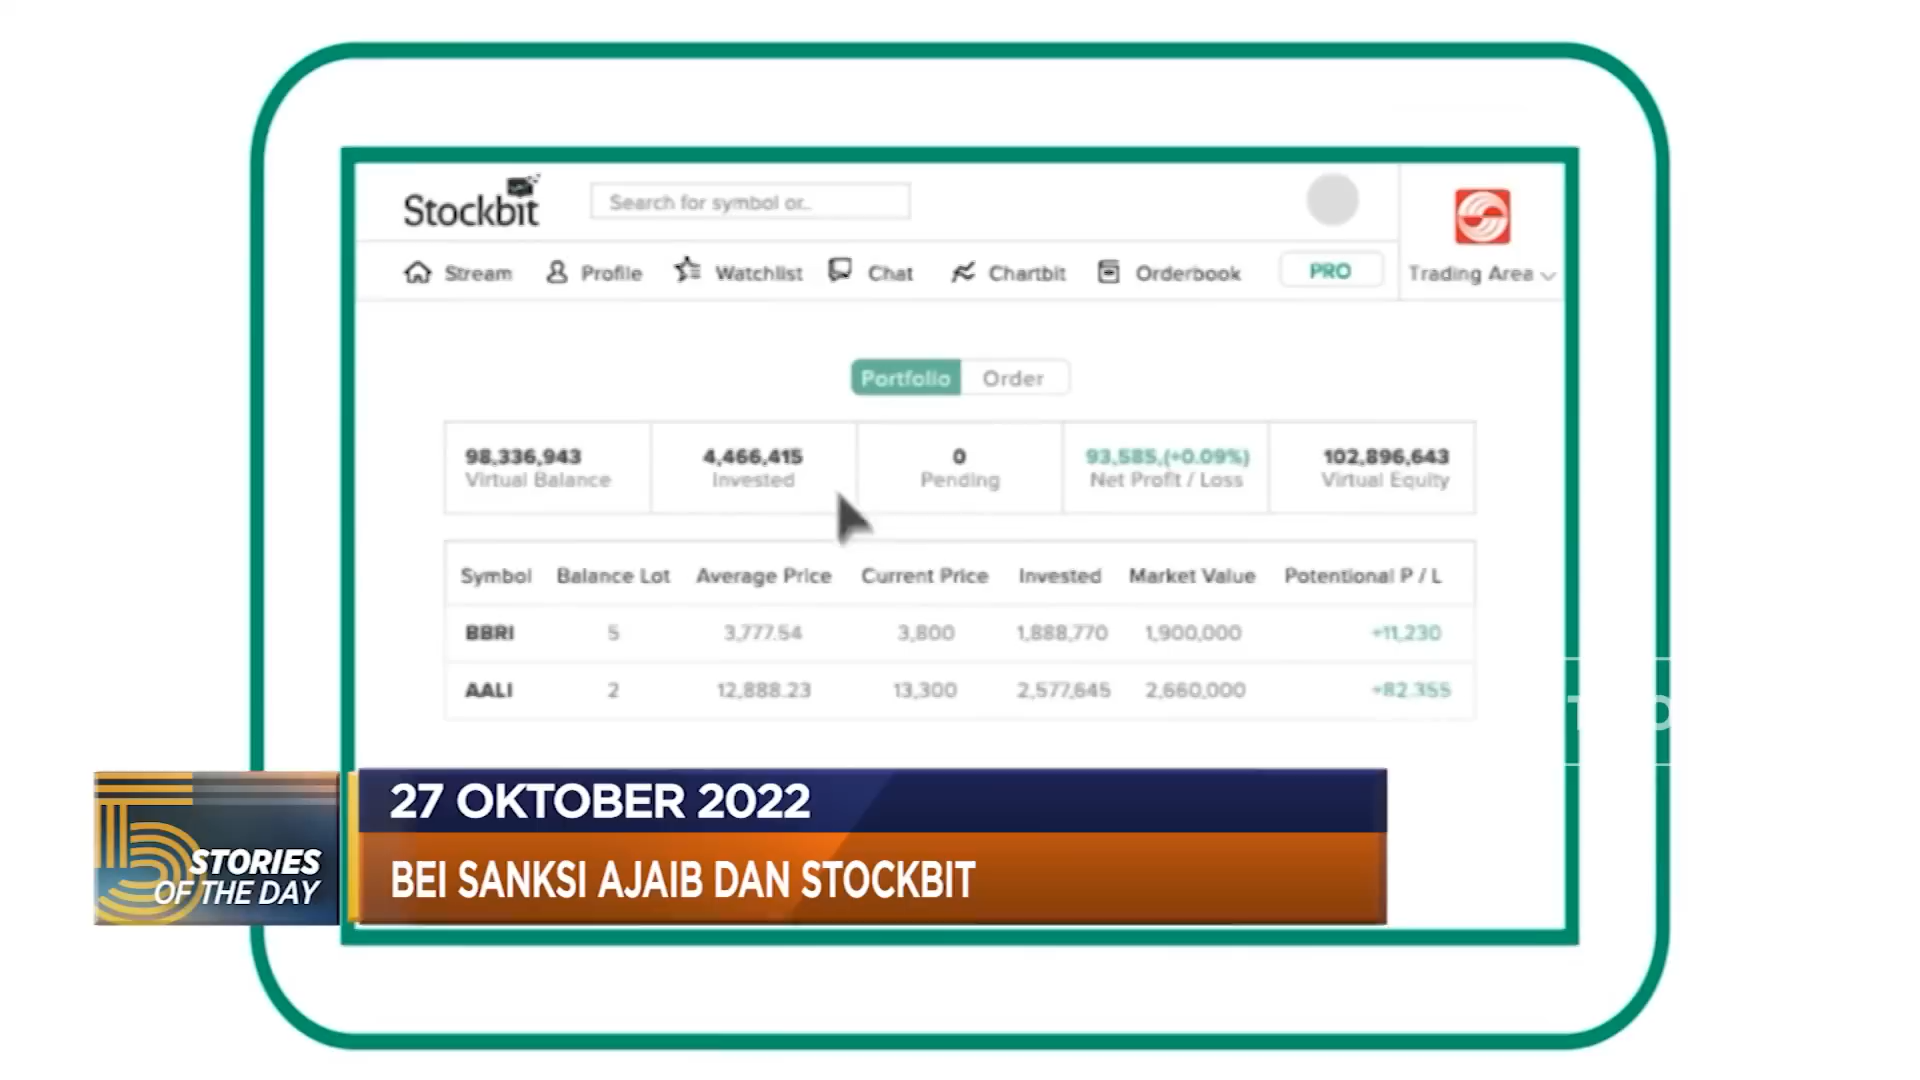 Stockbit
Search for symbol or..
Stream Profile Watchlist Chat Chartbit Orderbook PRO Trading Area
Portfolio Order
98,336,943 4,466,415 0 93,585,(+0.09%) 102,896,643
Virtual Balance Invested Pending Net Profit / Loss Virtual Equity
Symbol Balance Lot Average Price Current Price Invested Market Value Potentional P / L
BBRI 5 3,777.54 3,800 1,888,770 1,900,000 +11,230
AALI 2 12,888.23 13,300 2,577,645 2,660,000 +82.355
27 OKTOBER 2022
5 STORIES
OF THE DAY
BEI SANKSI AJAIB DAN STOCKBIT